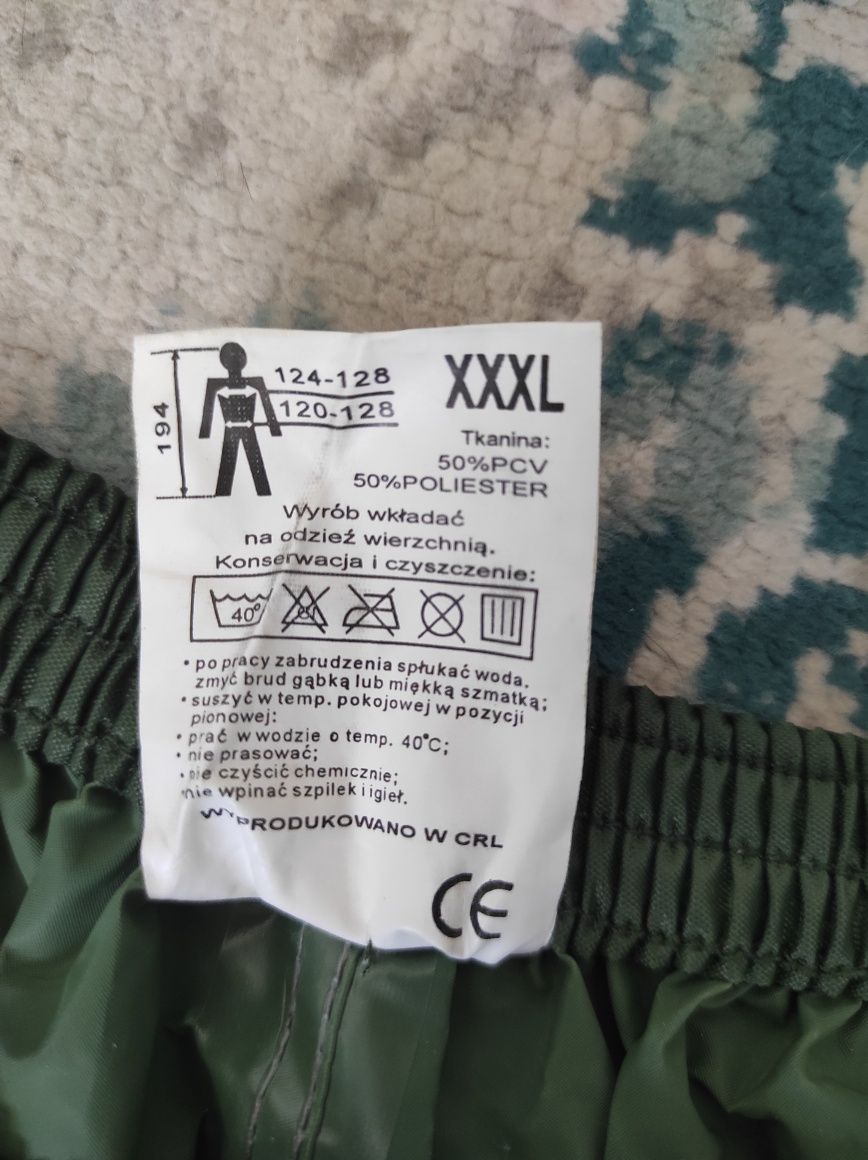 194
124-128
120-128
XXXL
Tkanina:
50%PCV
50%POLIESTER
Wyrób wkładać
na odzież wierzchnią.
Konserwacja i czyszczenie:
40°
• po pracy zabrudzenia spłukać woda.
zmyć brud gąbką lub miękką szmatką;
• suszyć w temp. pokojowej w pozycji
pionowej:
• prać w wodzie o temp. 40°C;
• nie prasować;
• nie czyścić chemicznie;
•nie wpinać szpilek i igieł.
WYPRODUKOWANO W CRL
CE